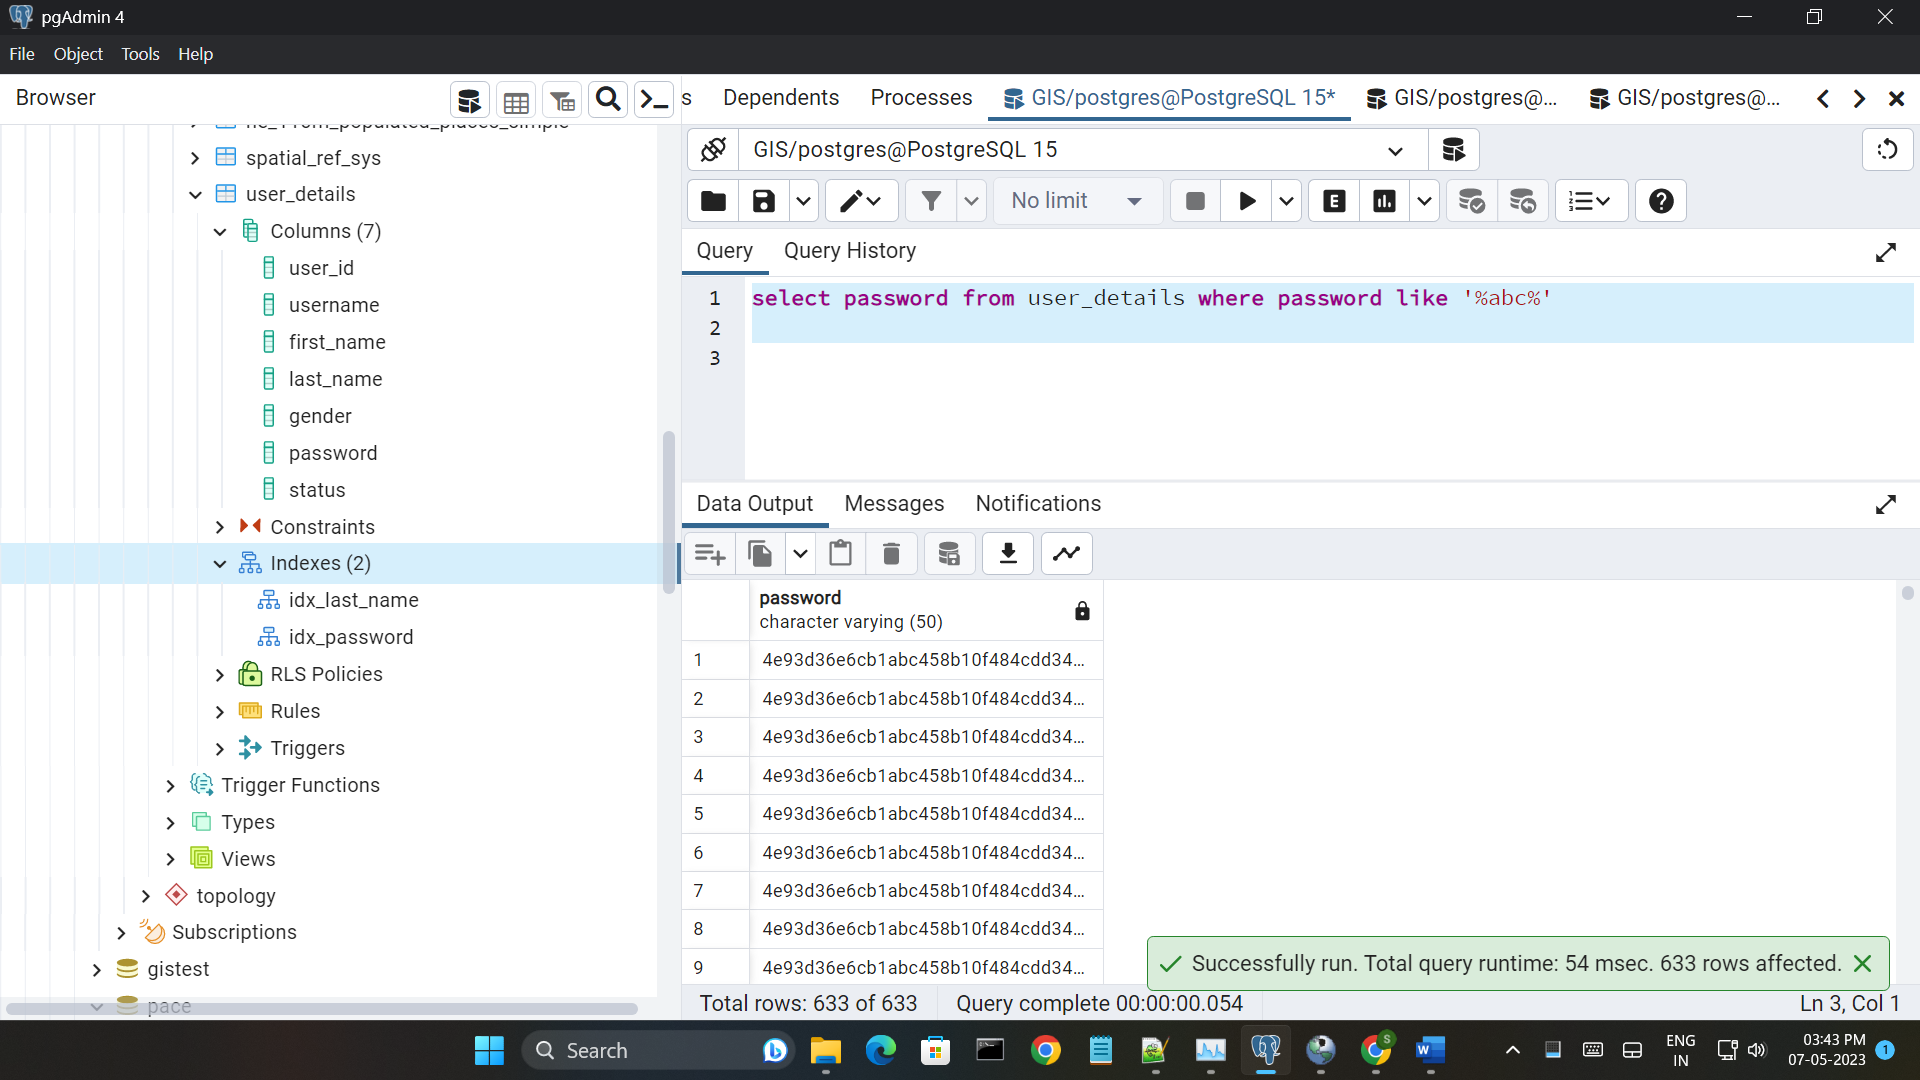 pgAdmin 4
File Object Tools Help
Browser
s Dependents Processes GIS/postgres@PostgreSQL 15* GIS/postgres@... GIS/postgres@...
spatial_ref_sys
user_details
Columns (7)
user_id
username
first_name
last_name
gender
password
status
Constraints
Indexes (2)
idx_last_name
idx_password
RLS Policies
Rules
Triggers
Trigger Functions
Types
Views
topology
Subscriptions
gistest
pace
GIS/postgres@PostgreSQL 15
No limit
E
Query Query History
1 select password from user_details where password like '%abc%'
2
3
Data Output Messages Notifications
password
character varying (50)
1 4e93d36e6cb1abc458b10f484cdd34...
2 4e93d36e6cb1abc458b10f484cdd34...
3 4e93d36e6cb1abc458b10f484cdd34...
4 4e93d36e6cb1abc458b10f484cdd34...
5 4e93d36e6cb1abc458b10f484cdd34...
6 4e93d36e6cb1abc458b10f484cdd34...
7 4e93d36e6cb1abc458b10f484cdd34...
8 4e93d36e6cb1abc458b10f484cdd34...
9 4e93d36e6cb1abc458b10f484cdd34...
Successfully run. Total query runtime: 54 msec. 633 rows affected.
Total rows: 633 of 633 Query complete 00:00:00.054 Ln 3, Col 1
Search
ENG
IN
03:43 PM
07-05-2023
1